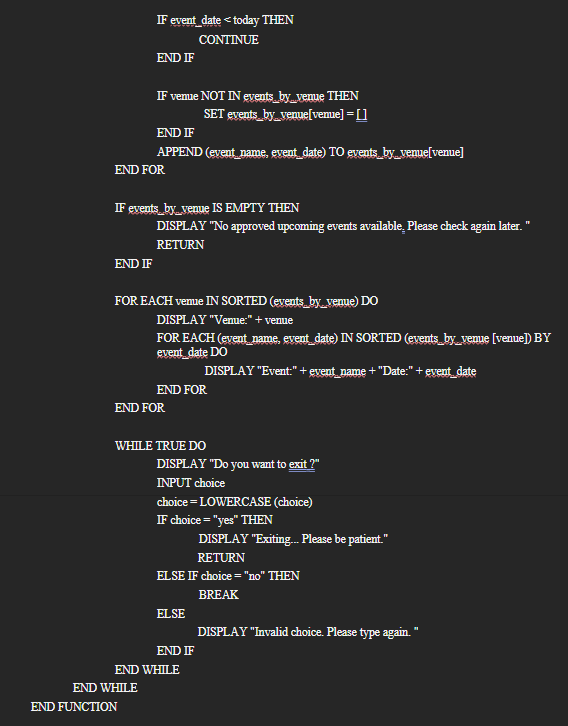 IF event_date < today THEN
CONTINUE
END IF
IF venue NOT IN events_by_venue THEN
SET events_by_venue[venue] = [ ]
END IF
APPEND (event_name, event_date) TO events_by_venue[venue]
END FOR
IF events_by_venue IS EMPTY THEN
DISPLAY "No approved upcoming events available, Please check again later. "
RETURN
END IF
FOR EACH venue IN SORTED (events_by_venue) DO
DISPLAY "Venue:" + venue
FOR EACH (event_name, event_date) IN SORTED (events_by_venue [venue]) BY
event_date DO
DISPLAY "Event:" + event_name + "Date:" + event_date
END FOR
END FOR
WHILE TRUE DO
DISPLAY "Do you want to exit ?"
INPUT choice
choice = LOWERCASE (choice)
IF choice = "yes" THEN
DISPLAY "Exiting... Please be patient."
RETURN
ELSE IF choice = "no" THEN
BREAK
ELSE
DISPLAY "Invalid choice. Please type again. "
END IF
END WHILE
END WHILE
END FUNCTION